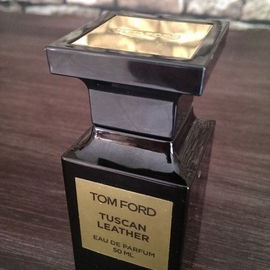 TOM FORD
TUSCAN
LEATHER
EAU DE PARFUM
50 ML